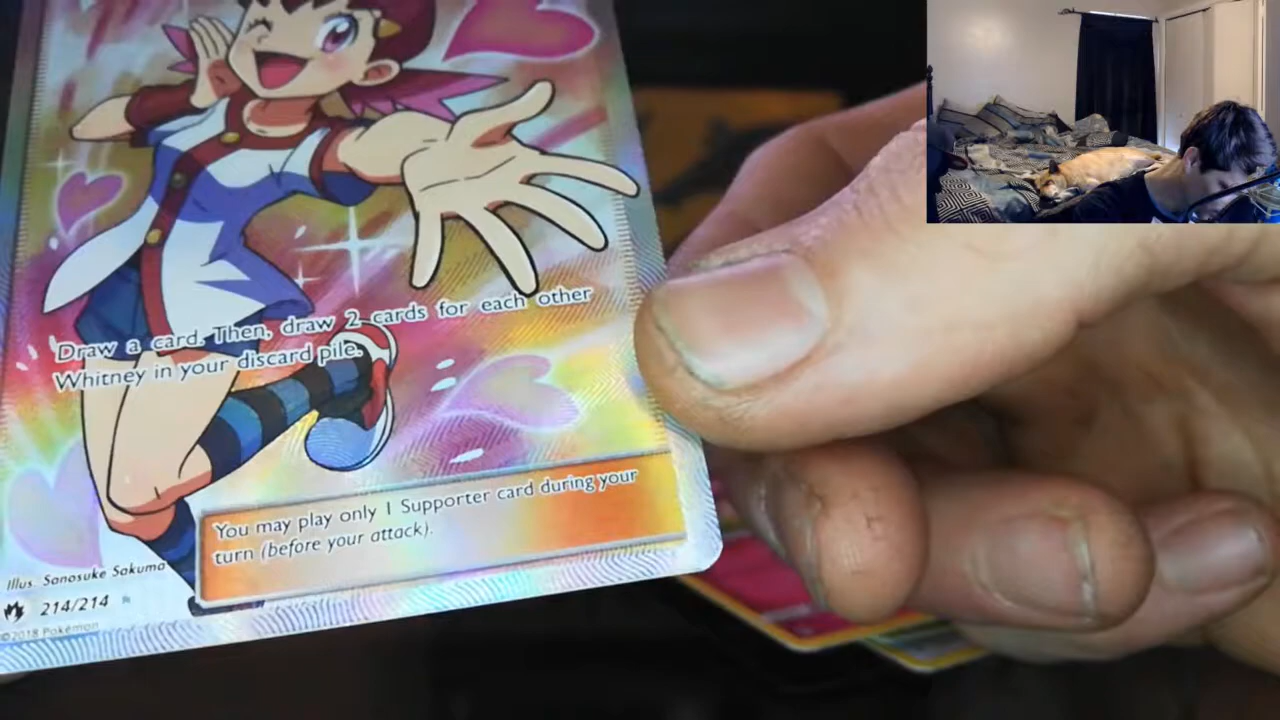 Draw a card. Then, draw 2 cards for each other
Whitney in your discard pile.
You may play only 1 Supporter card during your
turn (before your attack).
Illus. Sanosuke Sakuma
214/214
©2018 Pokémon